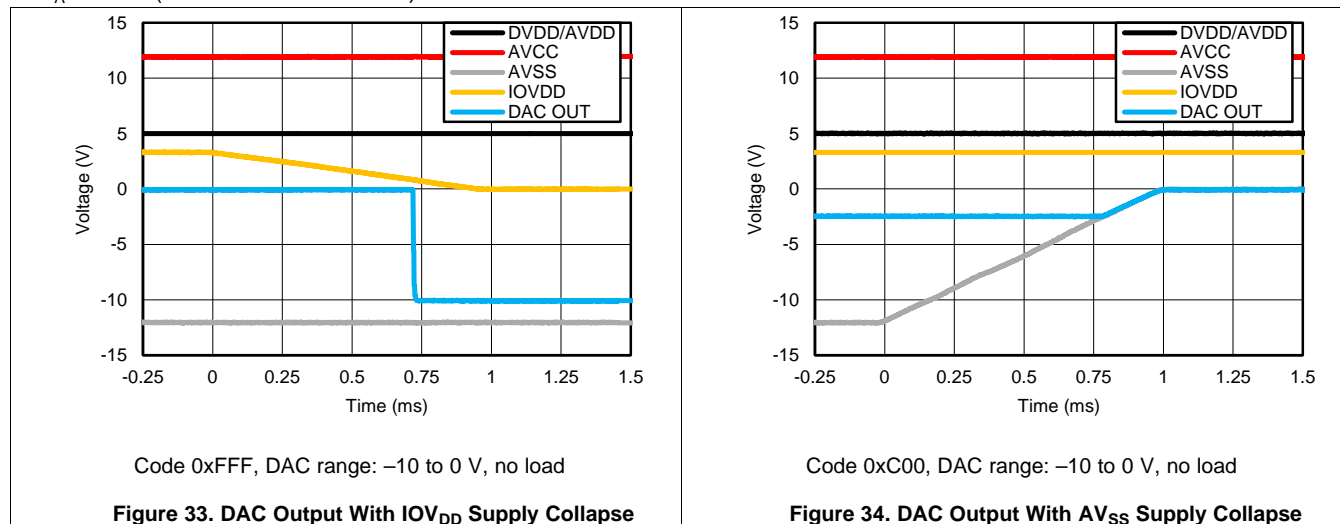 15
10
5
0
-5
-10
-15
Voltage (V)
DVDD/AVDD
AVCC
AVSS
IOVDD
DAC OUT
-0.25 0 0.25 0.5 0.75 1 1.25 1.5
Time (ms)
Code 0xFFF, DAC range: –10 to 0 V, no load
Figure 33. DAC Output With IOVDD Supply Collapse
15
10
5
0
-5
-10
-15
Voltage (V)
DVDD/AVDD
AVCC
AVSS
IOVDD
DAC OUT
-0.25 0 0.25 0.5 0.75 1 1.25 1.5
Time (ms)
Code 0xC00, DAC range: –10 to 0 V, no load
Figure 34. DAC Output With AVSS Supply Collapse